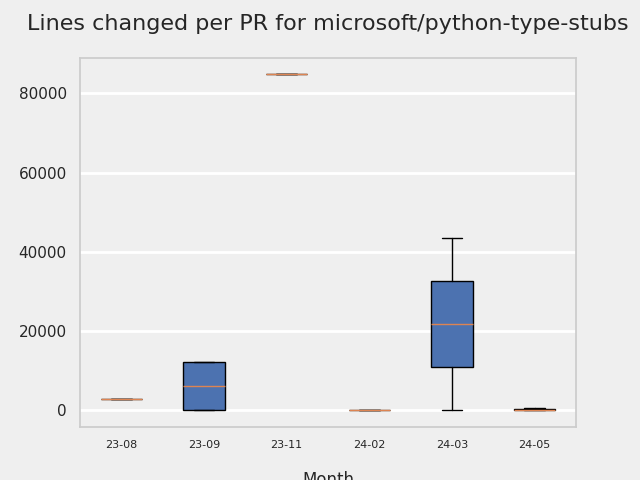 Lines changed per PR for microsoft/python-type-stubs
80000
60000
40000
20000
0
23-08 23-09 23-11 24-02 24-03 24-05
Month